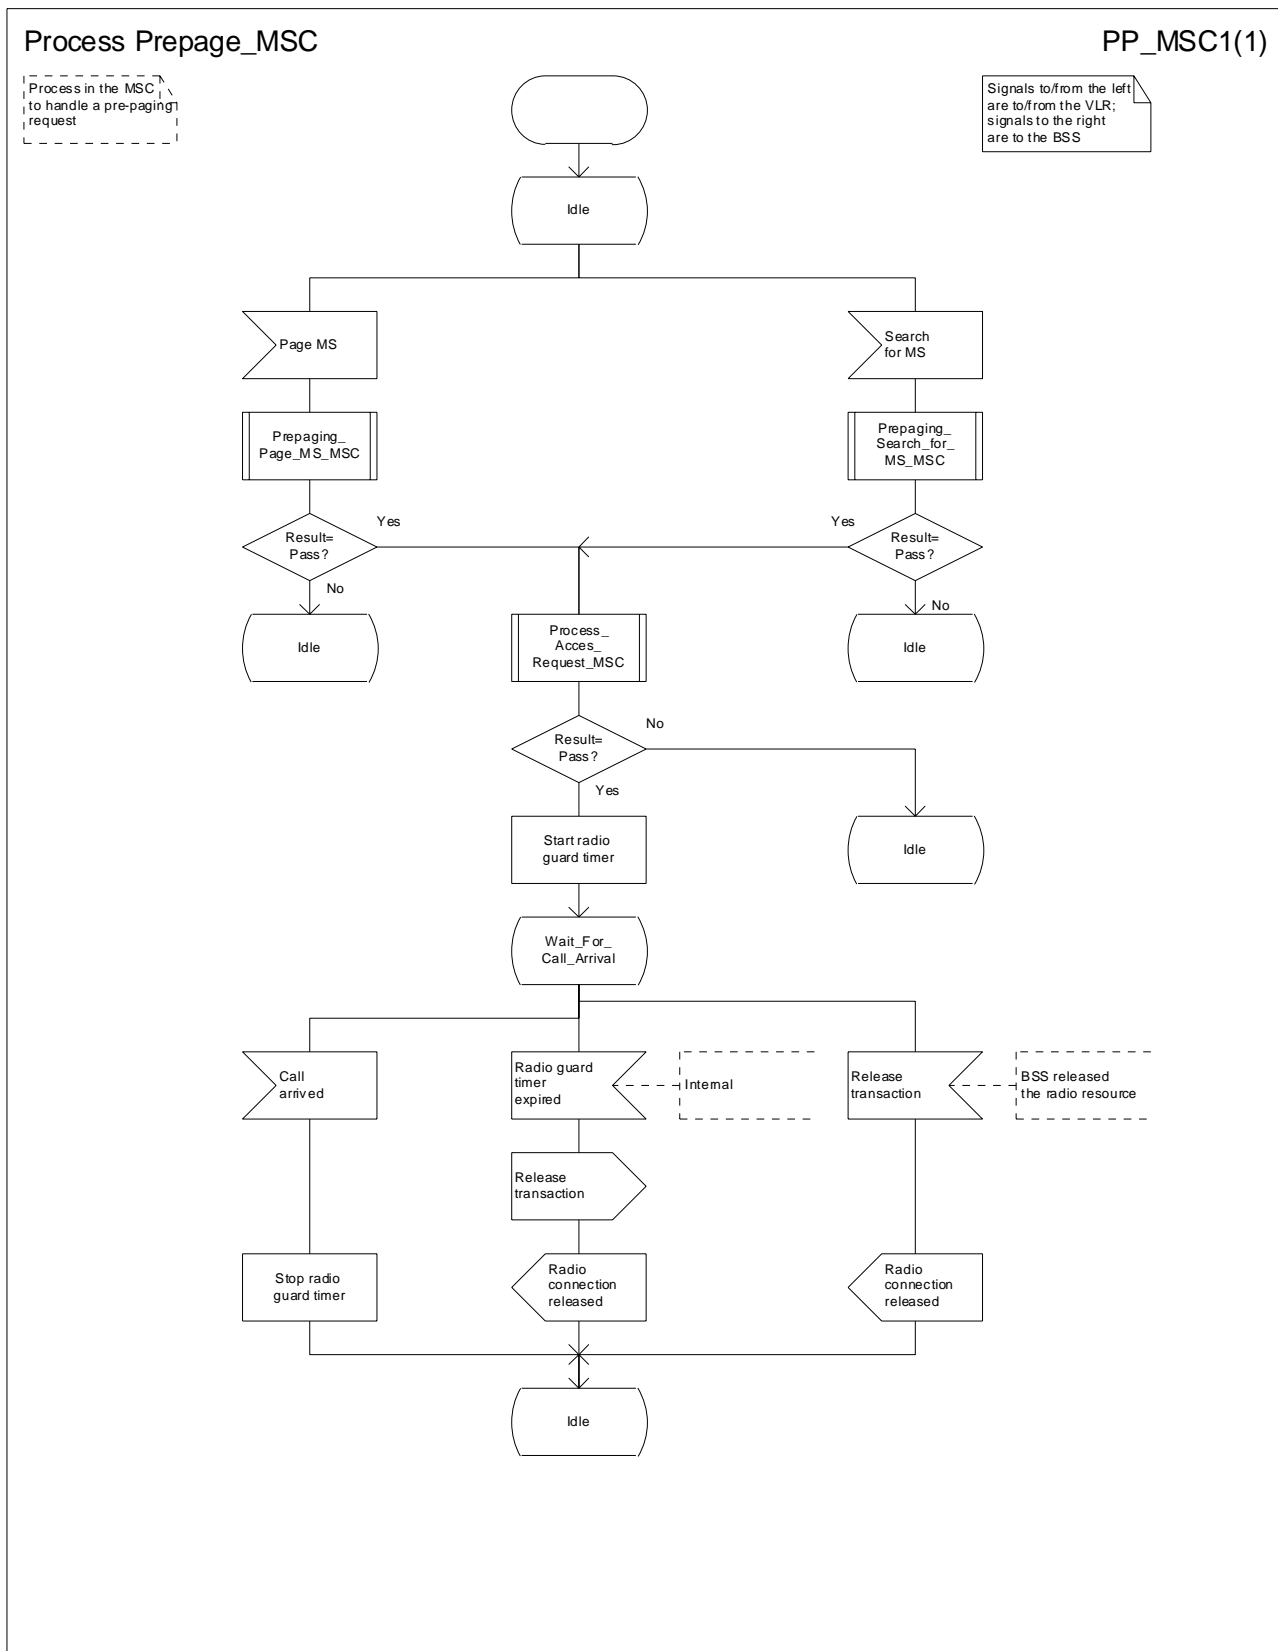 Process Prepage_MSC
PP_MSC1(1)
Process in the MSC
to handle a pre-paging
request
Signals to/from the left
are to/from the VLR;
signals to the right
are to the BSS
Idle
Page MS
Search
for MS
Prepaging_
Page_MS_MSC
Prepaging_
Search_for_
MS_MSC
Yes
Result=
Pass?
No
Yes
Result=
Pass?
No
Idle
Process_
Acces_
Request_MSC
Idle
No
Result=
Pass?
Yes
Start radio
guard timer
Idle
Wait_For_
Call_Arrival
Call
arrived
Radio guard
timer
expired
Internal
Release
transaction
BSS released
the radio resource
Release
transaction
Stop radio
guard timer
Radio
connection
released
Radio
connection
released
Idle